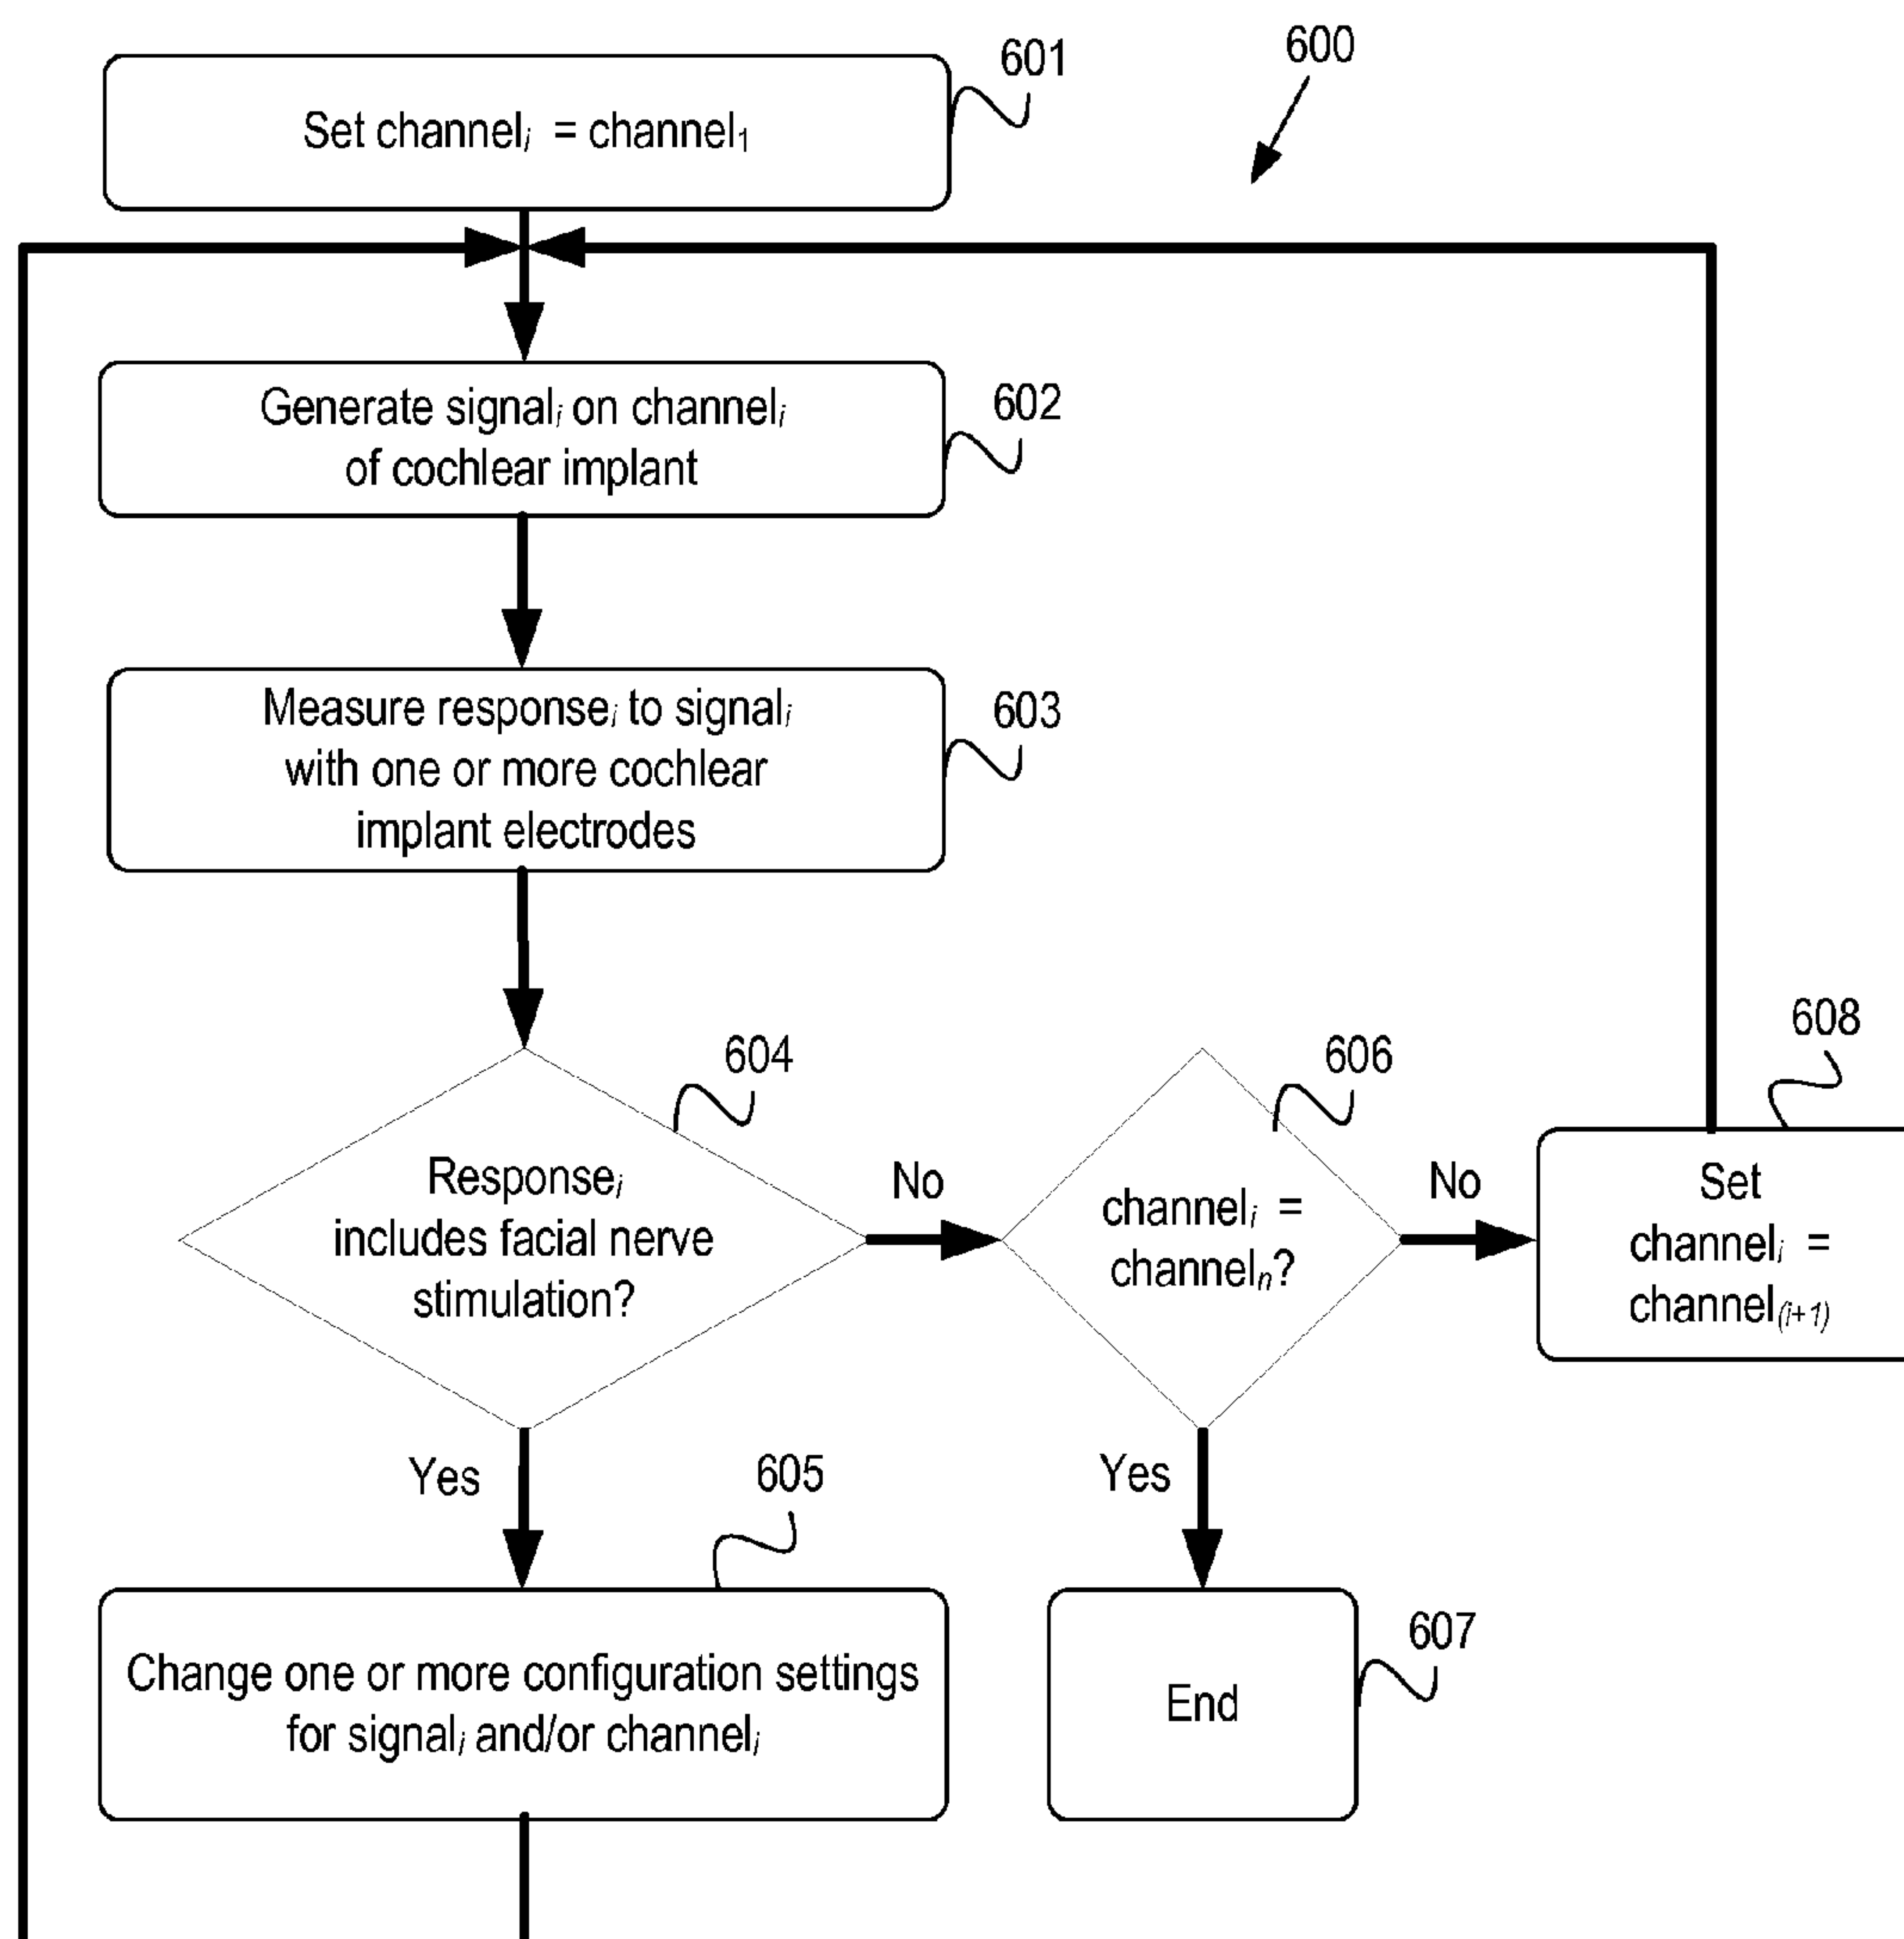 600
601
Set channelᵢ = channel₁
602
Generate signalᵢ on channelᵢ
of cochlear implant
603
Measure responseᵢ to signalᵢ
with one or more cochlear
implant electrodes
604
Responseᵢ
includes facial nerve
stimulation?
No
606
channelᵢ =
channelₙ?
No
608
Set
channelᵢ =
channel₍ᵢ₊₁₎
Yes
605
Change one or more configuration settings
for signalᵢ and/or channelᵢ
Yes
607
End